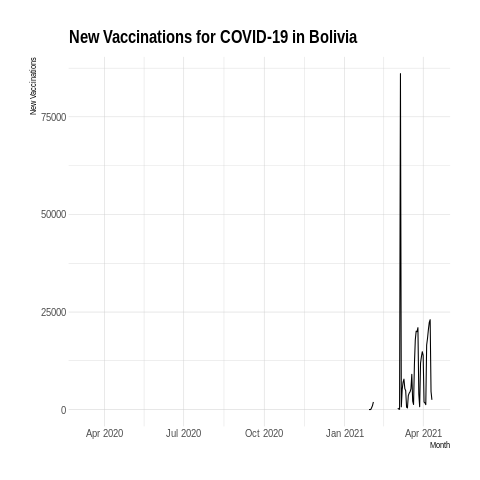 New Vaccinations for COVID-19 in Bolivia
New Vaccinations
75000
50000
25000
0
Apr 2020 Jul 2020 Oct 2020 Jan 2021 Apr 2021
Month